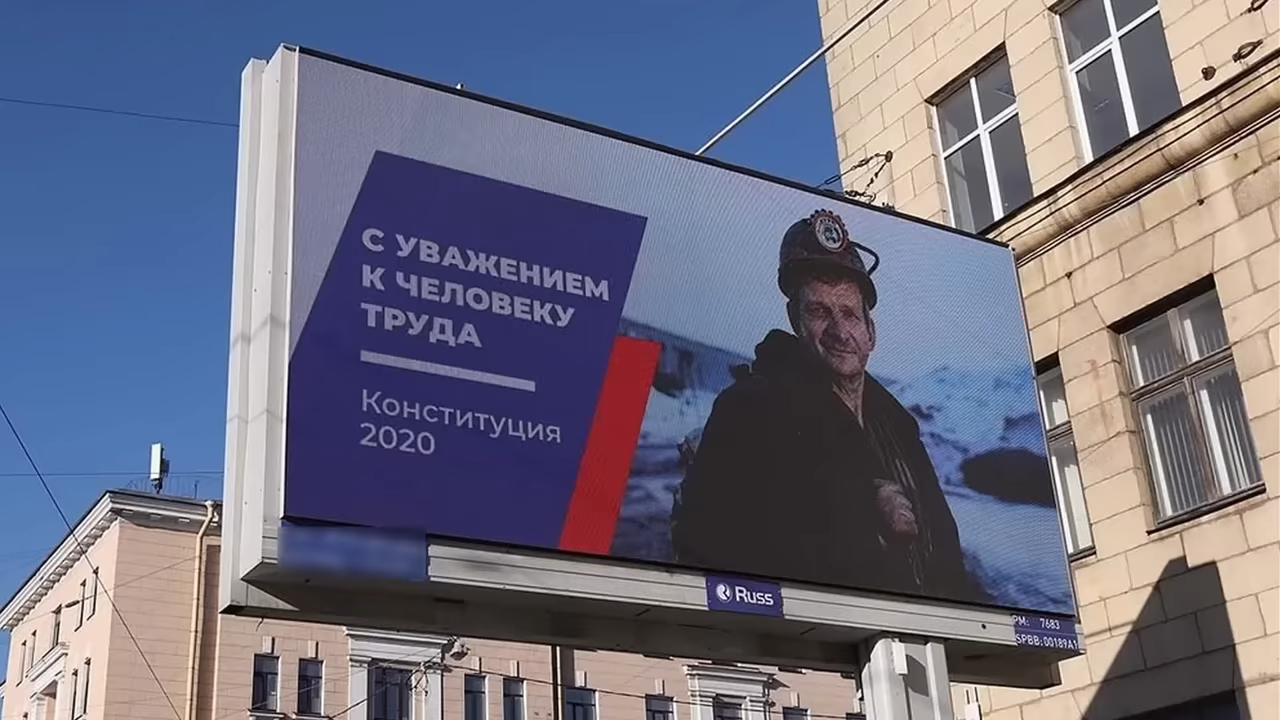 С УВАЖЕНИЕМ
К ЧЕЛОВЕКУ
ТРУДА
Конституция
2020
Russ
PM: 7683
SPBB:00189A1